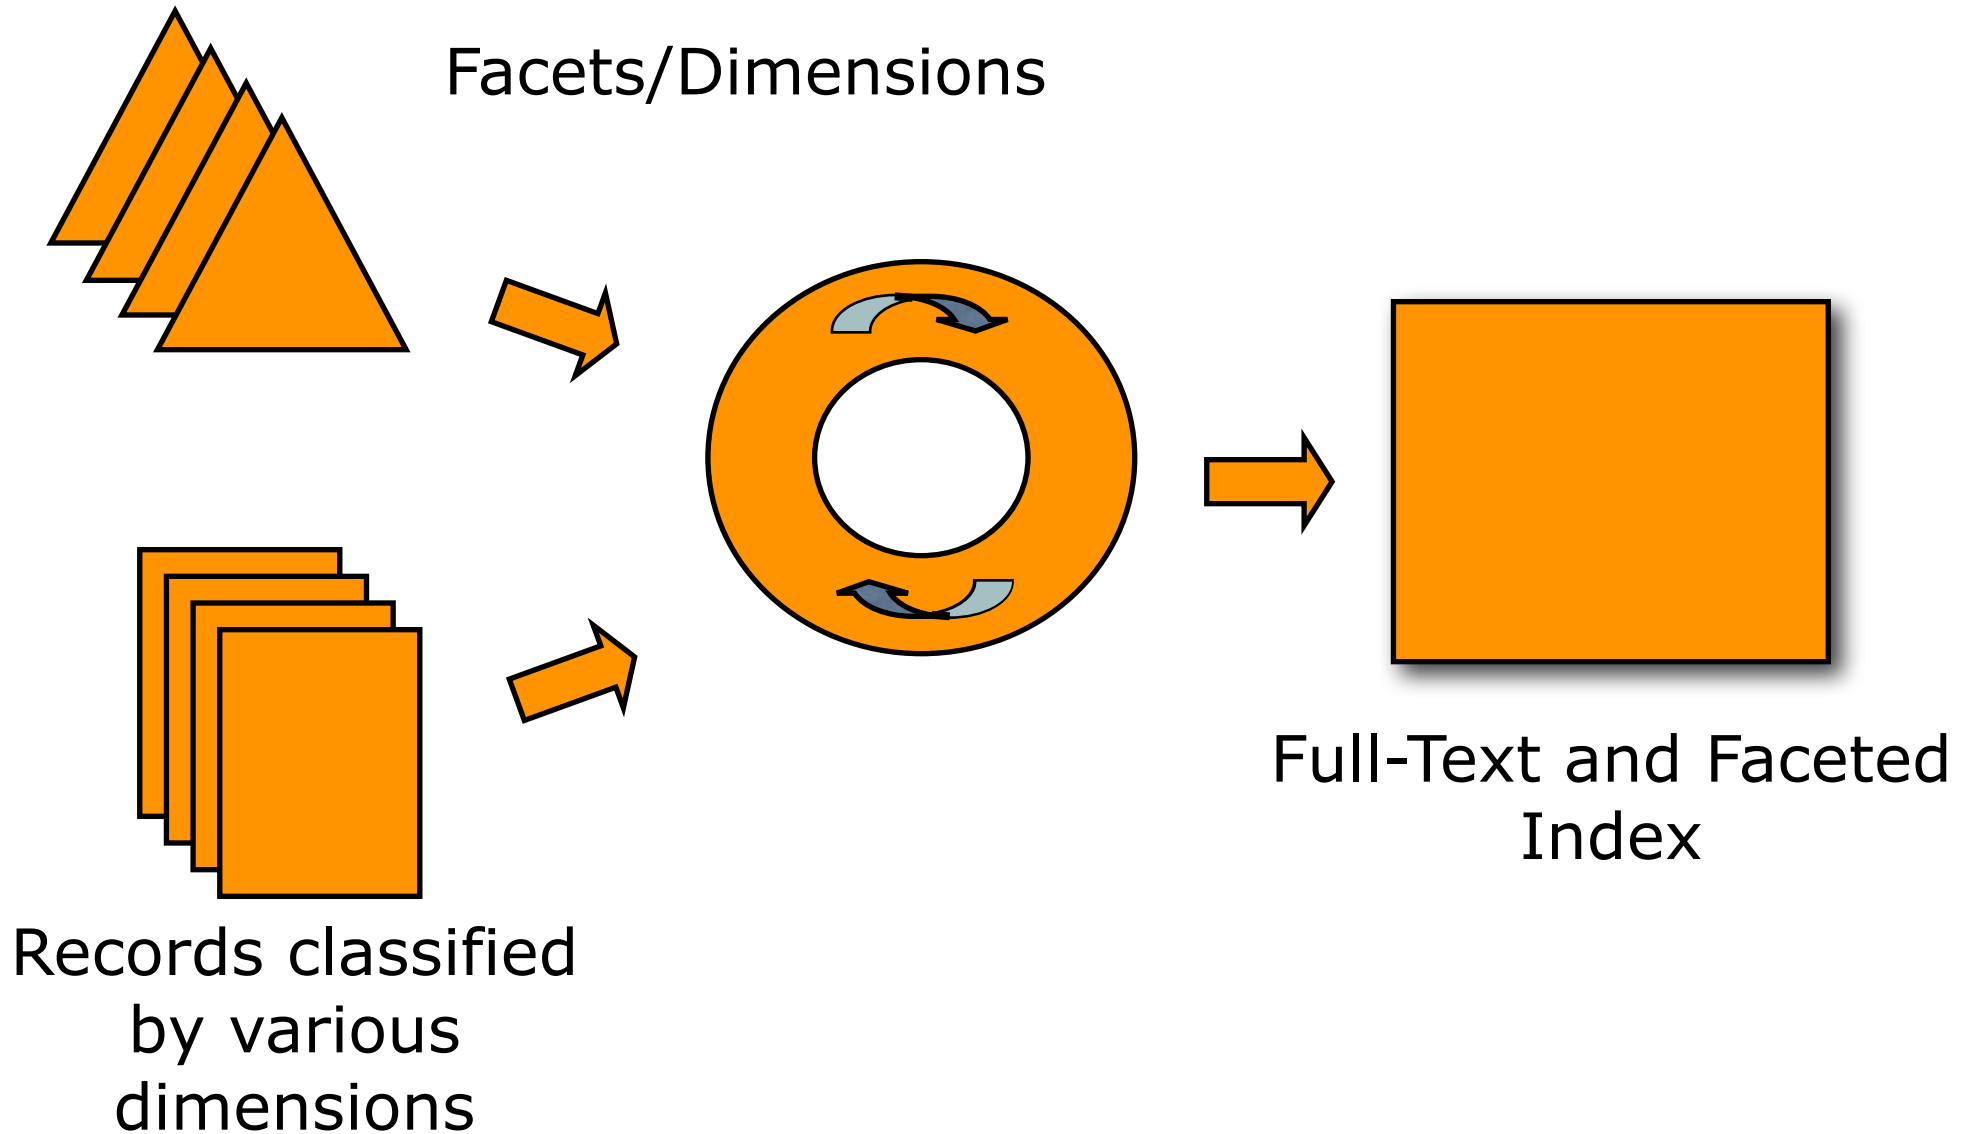 Facets/Dimensions
Records classified
by various
dimensions
Full-Text and Faceted
Index